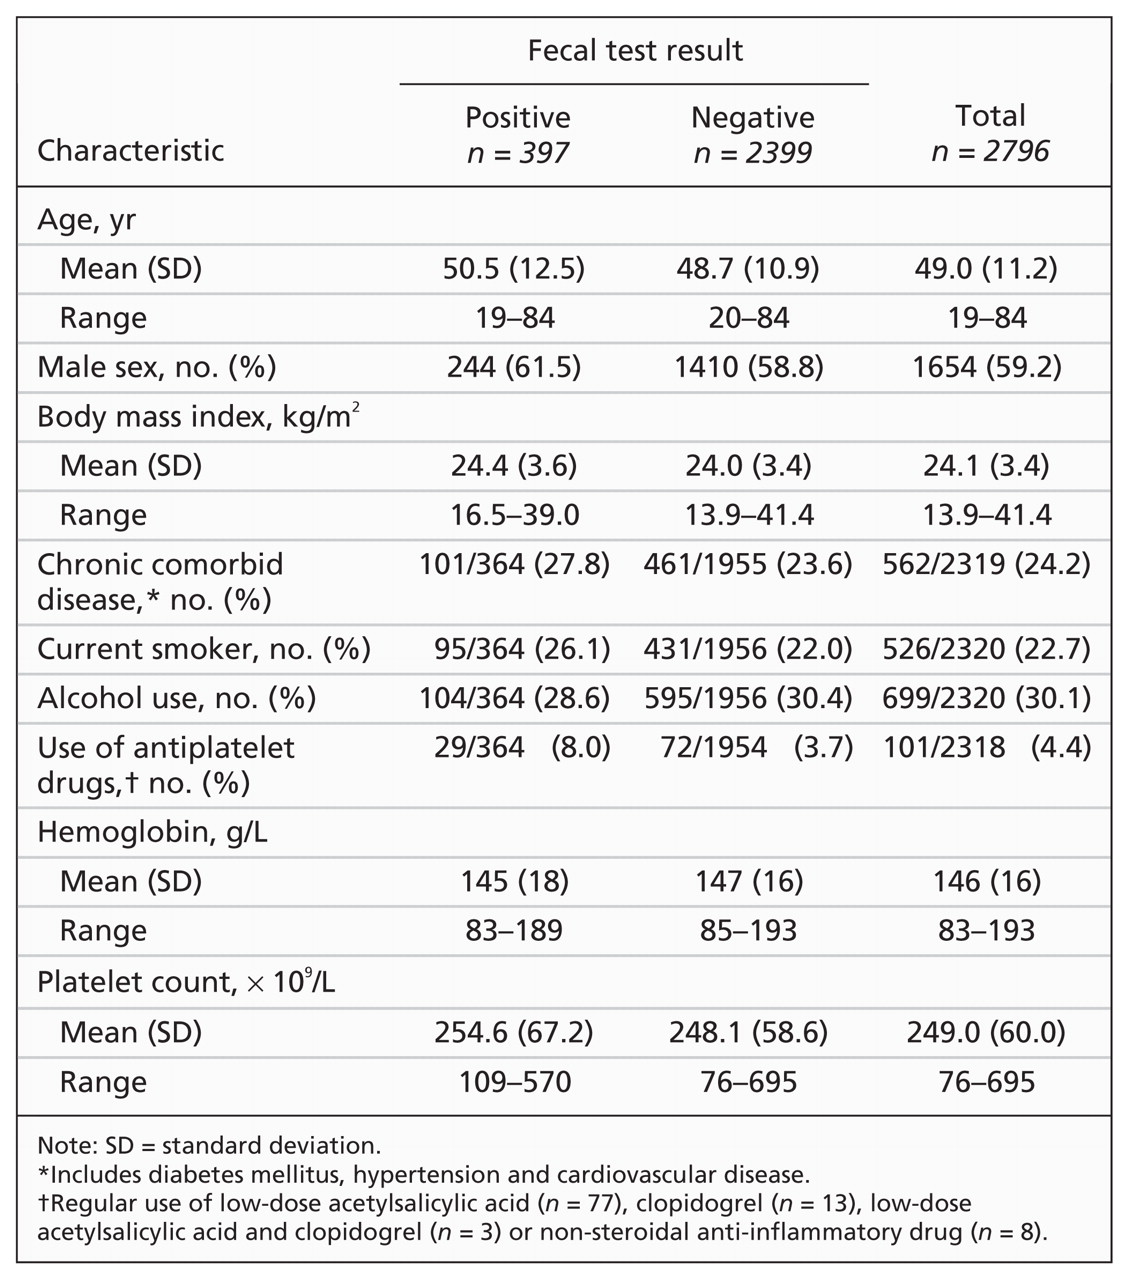 Fecal test result
Characteristic Positive n = 397 Negative n = 2399 Total n = 2796
Age, yr
Mean (SD) 50.5 (12.5) 48.7 (10.9) 49.0 (11.2)
Range 19–84 20–84 19–84
Male sex, no. (%) 244 (61.5) 1410 (58.8) 1654 (59.2)
Body mass index, kg/m²
Mean (SD) 24.4 (3.6) 24.0 (3.4) 24.1 (3.4)
Range 16.5–39.0 13.9–41.4 13.9–41.4
Chronic comorbid 101/364 (27.8) 461/1955 (23.6) 562/2319 (24.2)
disease,* no. (%)
Current smoker, no. (%) 95/364 (26.1) 431/1956 (22.0) 526/2320 (22.7)
Alcohol use, no. (%) 104/364 (28.6) 595/1956 (30.4) 699/2320 (30.1)
Use of antiplatelet 29/364 (8.0) 72/1954 (3.7) 101/2318 (4.4)
drugs,† no. (%)
Hemoglobin, g/L
Mean (SD) 145 (18) 147 (16) 146 (16)
Range 83–189 85–193 83–193
Platelet count, × 10⁹/L
Mean (SD) 254.6 (67.2) 248.1 (58.6) 249.0 (60.0)
Range 109–570 76–695 76–695
Note: SD = standard deviation.
*Includes diabetes mellitus, hypertension and cardiovascular disease.
†Regular use of low-dose acetylsalicylic acid (n = 77), clopidogrel (n = 13), low-dose
acetylsalicylic acid and clopidogrel (n = 3) or non-steroidal anti-inflammatory drug (n = 8).